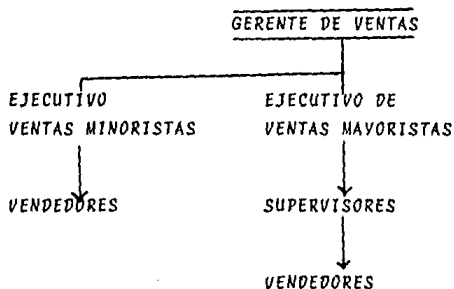 GERENTE DE VENTAS
EJECUTIVO
VENTAS MINORISTAS
EJECUTIVO DE
VENTAS MAYORISTAS
VENDEDORES
SUPERVISORES
VENDEDORES